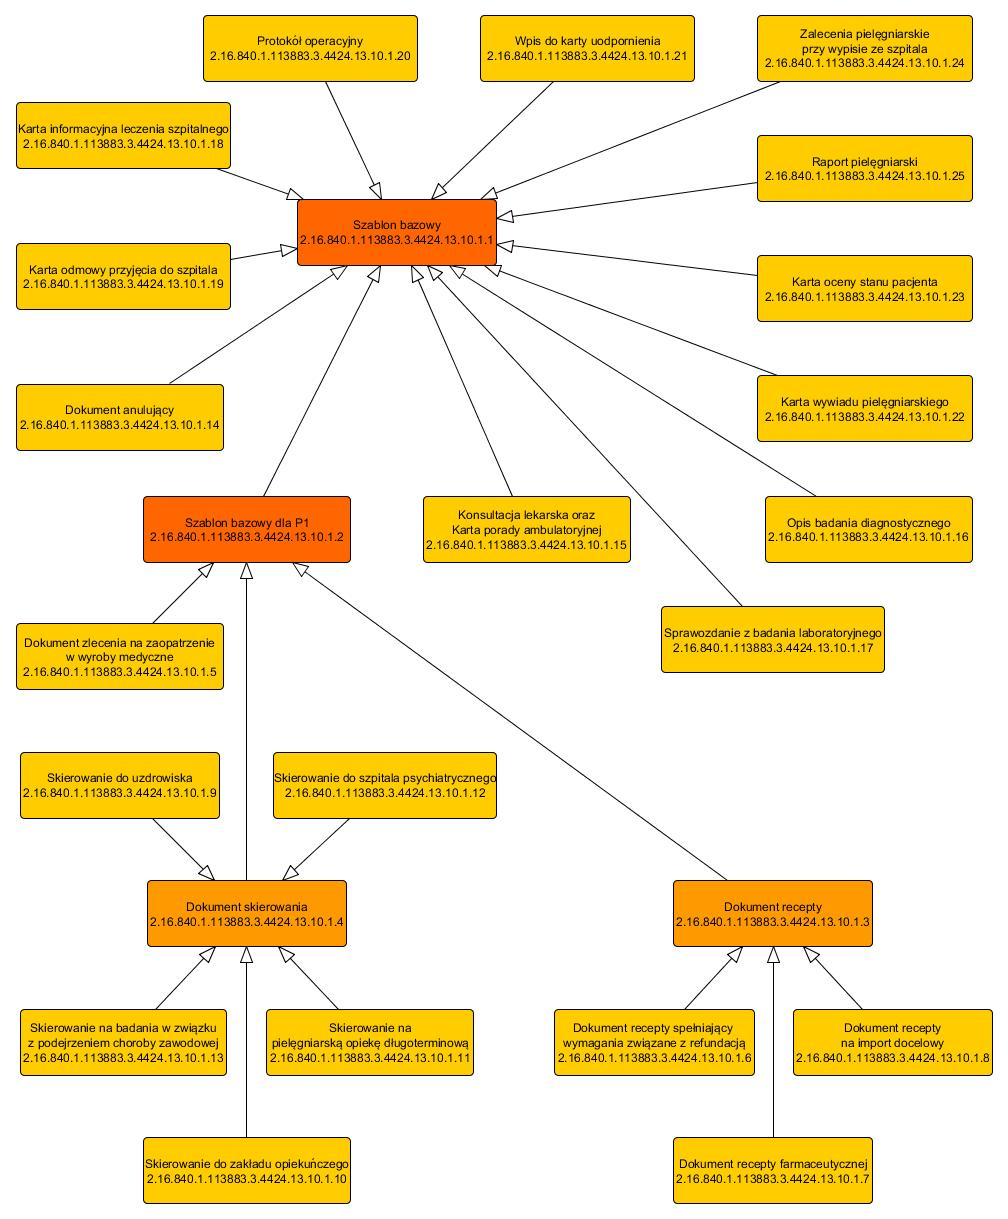 Protokół operacyjny
2.16.840.1.113883.3.4424.13.10.1.20
Wpis do karty uodpornienia
2.16.840.1.113883.3.4424.13.10.1.21
Zalecenia pielęgniarskie
przy wypisie ze szpitala
2.16.840.1.113883.3.4424.13.10.1.24
Karta informacyjna leczenia szpitalnego
2.16.840.1.113883.3.4424.13.10.1.18
Raport pielęgniarski
2.16.840.1.113883.3.4424.13.10.1.25
Szablon bazowy
2.16.840.1.113883.3.4424.13.10.1.1
Karta odmowy przyjęcia do szpitala
2.16.840.1.113883.3.4424.13.10.1.19
Karta oceny stanu pacjenta
2.16.840.1.113883.3.4424.13.10.1.23
Dokument anulujący
2.16.840.1.113883.3.4424.13.10.1.14
Karta wywiadu pielęgniarskiego
2.16.840.1.113883.3.4424.13.10.1.22
Szablon bazowy dla P1
2.16.840.1.113883.3.4424.13.10.1.2
Konsultacja lekarska oraz
Karta porady ambulatoryjnej
2.16.840.1.113883.3.4424.13.10.1.15
Opis badania diagnostycznego
2.16.840.1.113883.3.4424.13.10.1.16
Dokument zlecenia na zaopatrzenie
w wyroby medyczne
2.16.840.1.113883.3.4424.13.10.1.5
Sprawozdanie z badania laboratoryjnego
2.16.840.1.113883.3.4424.13.10.1.17
Skierowanie do uzdrowiska
2.16.840.1.113883.3.4424.13.10.1.9
Skierowanie do szpitala psychiatrycznego
2.16.840.1.113883.3.4424.13.10.1.12
Dokument skierowania
2.16.840.1.113883.3.4424.13.10.1.4
Dokument recepty
2.16.840.1.113883.3.4424.13.10.1.3
Skierowanie na badania w związku
z podejrzeniem choroby zawodowej
2.16.840.1.113883.3.4424.13.10.1.13
Skierowanie na
pielęgniarską opiekę długoterminową
2.16.840.1.113883.3.4424.13.10.1.11
Dokument recepty spełniający
wymagania związane z refundacją
2.16.840.1.113883.3.4424.13.10.1.6
Dokument recepty
na import docelowy
2.16.840.1.113883.3.4424.13.10.1.8
Skierowanie do zakładu opiekuńczego
2.16.840.1.113883.3.4424.13.10.1.10
Dokument recepty farmaceutycznej
2.16.840.1.113883.3.4424.13.10.1.7